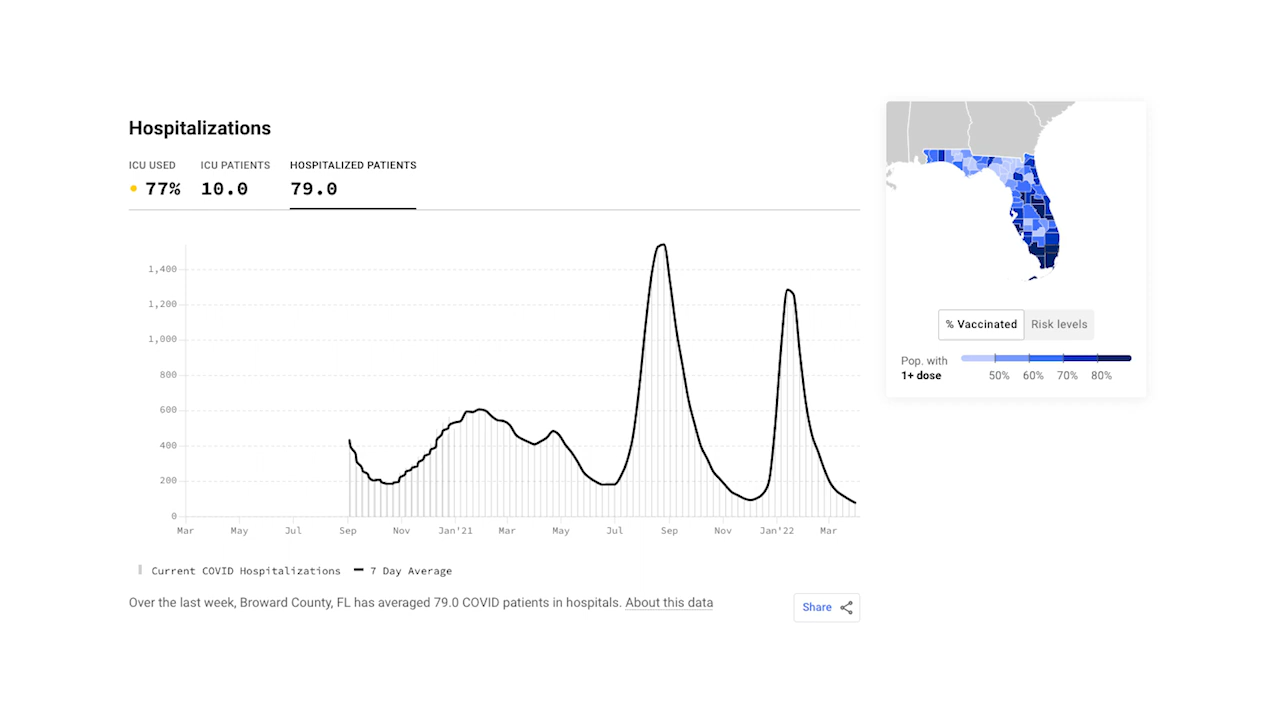 Hospitalizations
ICU USED ICU PATIENTS HOSPITALIZED PATIENTS
77% 10.0 79.0
1,400
1,200
1,000
800
600
400
200
0
Mar May Jul Sep Nov Jan'21 Mar May Jul Sep Nov Jan'22 Mar
Current COVID Hospitalizations 7 Day Average
Over the last week, Broward County, FL has averaged 79.0 COVID patients in hospitals. About this data
Share
% Vaccinated Risk levels
Pop. with
1+ dose
50% 60% 70% 80%